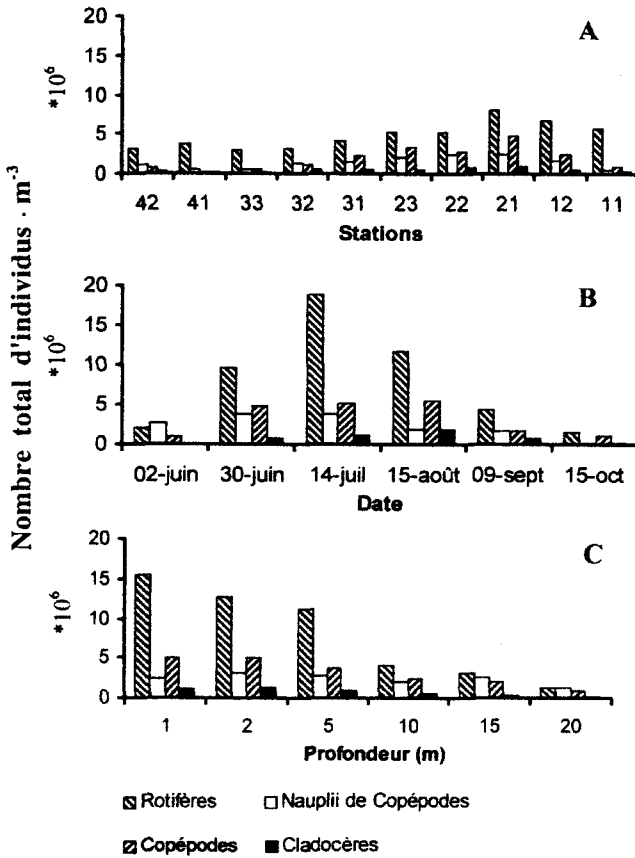 Nombre total d'individus · m⁻³
A
*10⁶
20
15
10
5
0
42 41 33 32 31 23 22 21 12 11
Stations
B
*10⁶
20
15
10
5
0
02-juin 30-juin 14-juil 15-août 09-sept 15-oct
Date
C
*10⁶
20
15
10
5
0
1 2 5 10 15 20
Profondeur (m)
Rotifères Nauplii de Copépodes
Copépodes Cladocères